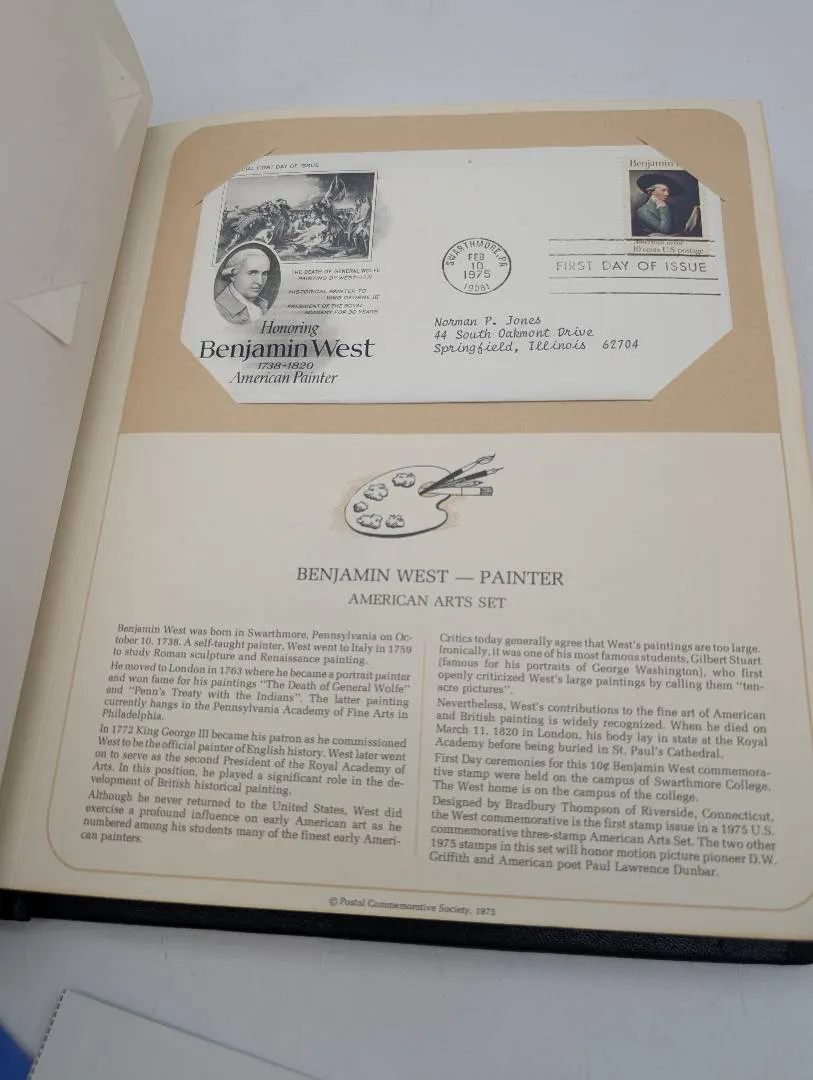 CIAL FIRST DAY OF ISSUE
THE DEATH OF GENERAL WOLFE
PAINTING BY WEST-1771
HISTORICAL PAINTER TO
KING GEORGE III
PRESIDENT OF THE ROYAL
ACADEMY FOR 30 YEARS
Honoring
Benjamin West
1738-1820
American Painter
SWARTHMORE, PA
FEB
10
1975
19081
Benjamin
10 cents U.S. postage
FIRST DAY OF ISSUE
Norman P. Jones
44 South Oakmont Drive
Springfield, Illinois 62704
BENJAMIN WEST — PAINTER
AMERICAN ARTS SET
Benjamin West was born in Swarthmore, Pennsylvania on Oc-
tober 10, 1738. A self-taught painter, West went to Italy in 1759
to study Roman sculpture and Renaissance painting.
He moved to London in 1763 where he became a portrait painter
and won fame for his paintings "The Death of General Wolfe"
and "Penn's Treaty with the Indians". The latter painting
currently hangs in the Pennsylvania Academy of Fine Arts in
Philadelphia.
In 1772 King George III became his patron as he commissioned
West to be the official painter of English history. West later went
on to serve as the second President of the Royal Academy of
Arts. In this position, he played a significant role in the de-
velopment of British historical painting.
Although he never returned to the United States, West did
exercise a profound influence on early American art as he
numbered among his students many of the finest early Ameri-
can painters.
Critics today generally agree that West's paintings are too large.
Ironically, it was one of his most famous students, Gilbert Stuart
(famous for his portraits of George Washington), who first
openly criticized West's large paintings by calling them "ten-
acre pictures".
Nevertheless, West's contributions to the fine art of American
and British painting is widely recognized. When he died on
March 11, 1820 in London, his body lay in state at the Royal
Academy before being buried in St. Paul's Cathedral.
First Day ceremonies for this 10¢ Benjamin West commemora-
tive stamp were held on the campus of Swarthmore College.
The West home is on the campus of the college.
Designed by Bradbury Thompson of Riverside, Connecticut,
the West commemorative is the first stamp issue in a 1975 U.S.
commemorative three-stamp American Arts Set. The two other
1975 stamps in this set will honor motion picture pioneer D.W.
Griffith and American poet Paul Lawrence Dunbar.
© Postal Commemorative Society, 1975